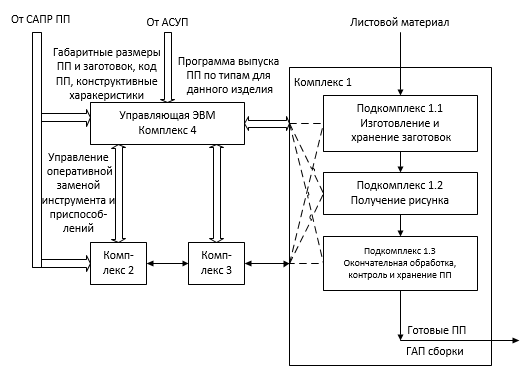 От САПР ПП
От АСУП
Листовой материал
Габаритные размеры
ПП и заготовок, код
ПП, конструктивные
харакеристики
Программа выпуска
ПП по типам для
данного изделия
Комплекс 1
Управляющая ЭВМ
Комплекс 4
Подкомплекс 1.1
Изготовление и
хранение заготовок
Управление
оперативной
заменой
инструмента и
приспособ-
лений
Подкомплекс 1.2
Получение рисунка
Комп-
лекс 2
Комп-
лекс 3
Подкомплекс 1.3
Окончательная обработка,
контроль и хранение ПП
Готовые ПП
ГАП сборки